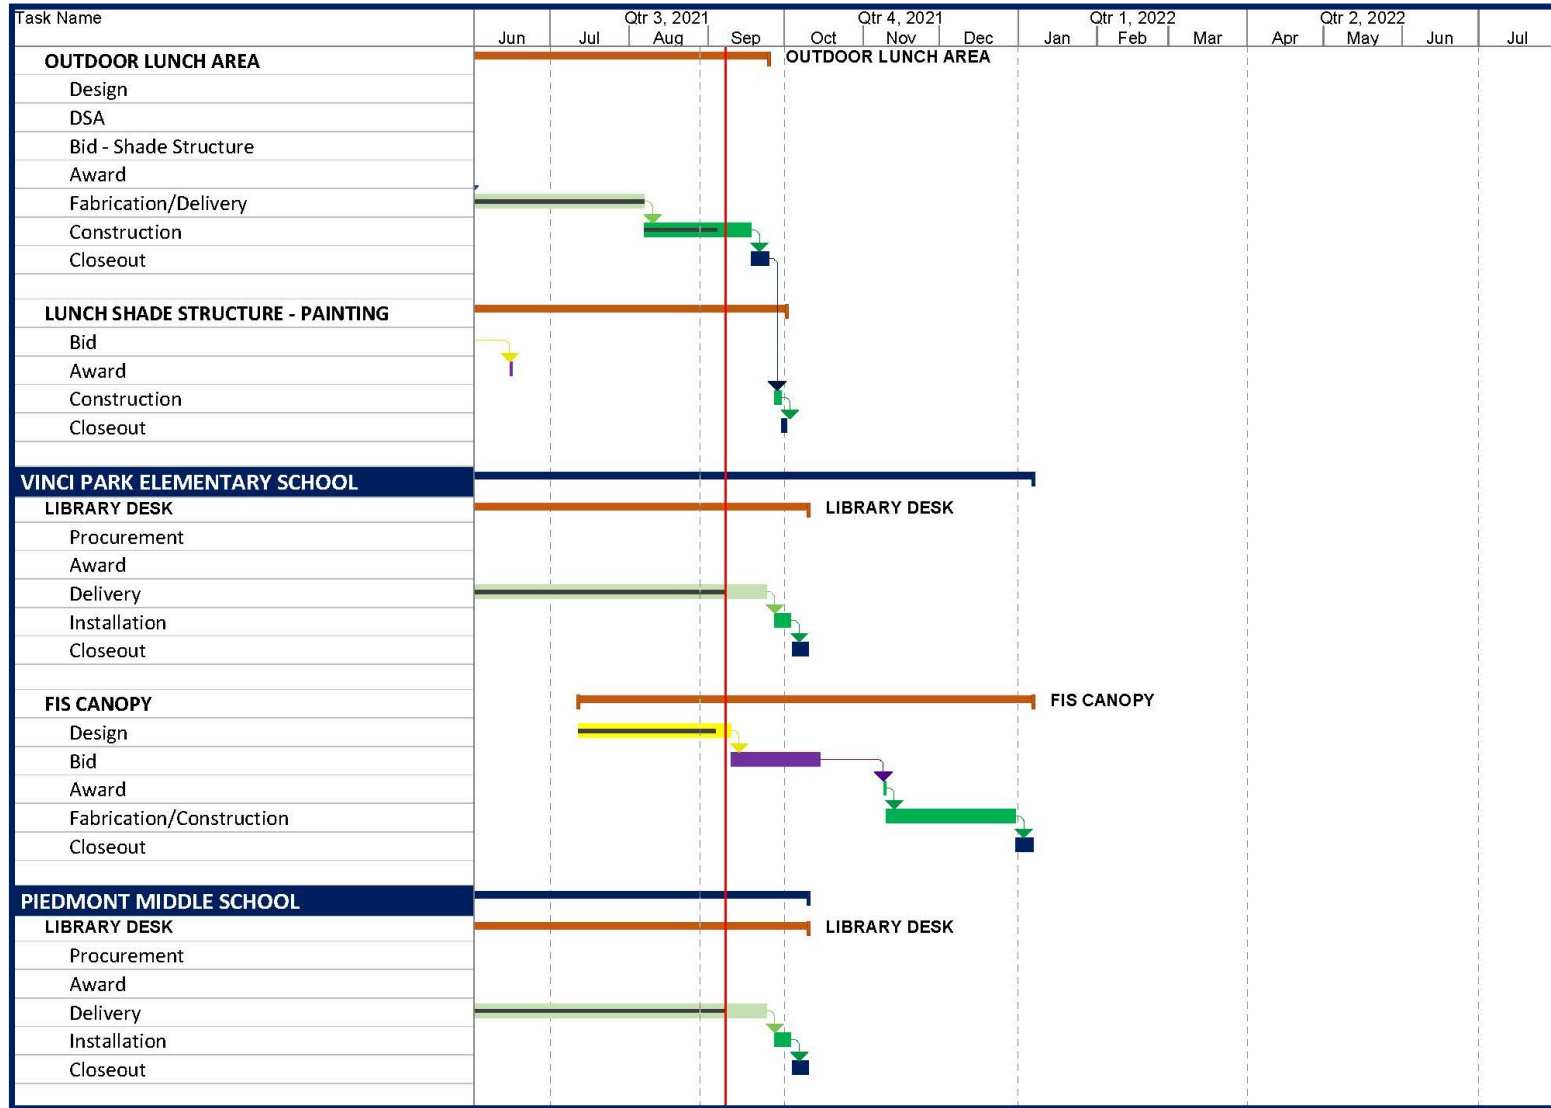 Task Name Qtr 3, 2021 Qtr 4, 2021 Qtr 1, 2022 Qtr 2, 2022
Jun Jul Aug Sep Oct Nov Dec Jan Feb Mar Apr May Jun Jul
OUTDOOR LUNCH AREA OUTDOOR LUNCH AREA
Design
DSA
Bid - Shade Structure
Award
Fabrication/Delivery
Construction
Closeout
LUNCH SHADE STRUCTURE - PAINTING
Bid
Award
Construction
Closeout
VINCI PARK ELEMENTARY SCHOOL
LIBRARY DESK LIBRARY DESK
Procurement
Award
Delivery
Installation
Closeout
FIS CANOPY FIS CANOPY
Design
Bid
Award
Fabrication/Construction
Closeout
PIEDMONT MIDDLE SCHOOL
LIBRARY DESK LIBRARY DESK
Procurement
Award
Delivery
Installation
Closeout